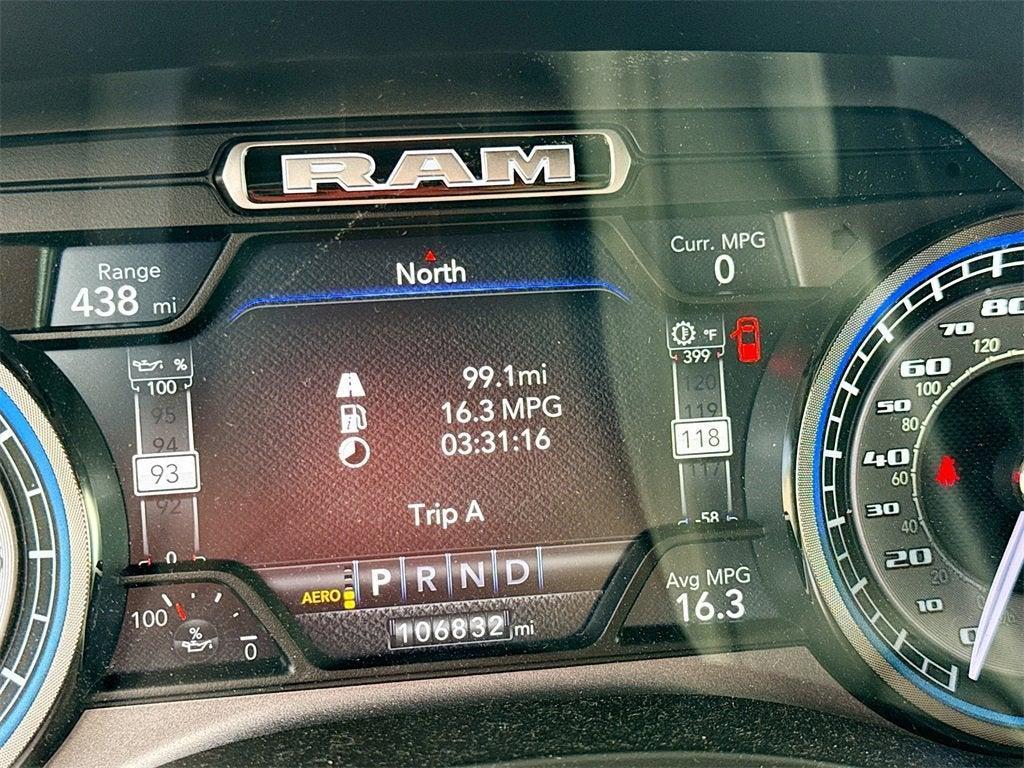 RAM
Range
438 mi
North
Curr. MPG
0
%
100
95
94
93
92
0
99.1mi
16.3 MPG
03:31:16
Trip A
°F
399
120
119
118
117
-58
AERO
P R N D
106832 mi
100
%
0
Avg MPG
16.3
80
70
60
50
40
30
20
10
0
120
100
80
60
40
20